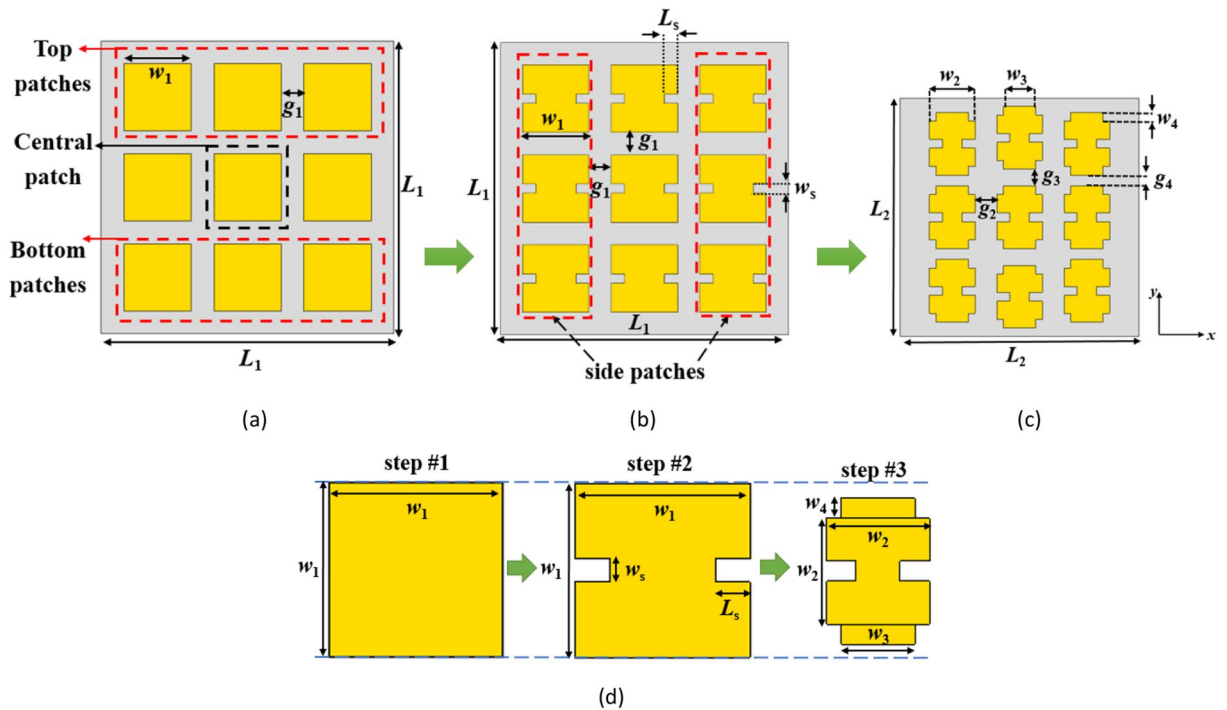 Top
patches
w1
g1
Central
patch
L1
Bottom
patches
L1
(a)
Ls
w1
g1
L1
g1
ws
L1
side patches
(b)
w2
w3
w4
g3
g4
L2
g2
y
x
L2
(c)
step #1
w1
w1
step #2
w1
w1
ws
Ls
step #3
w4
w2
w2
w3
(d)